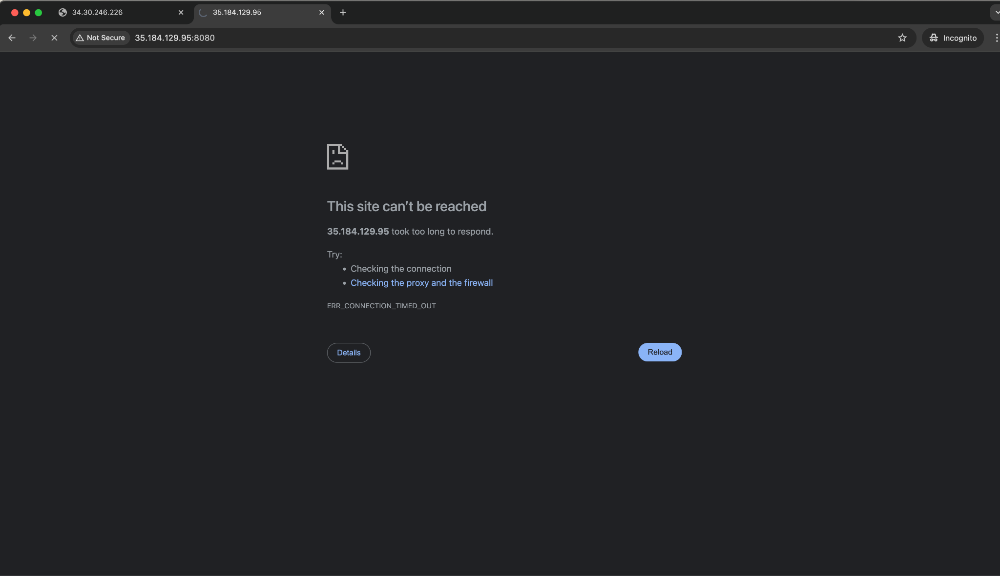 34.30.246.226
35.184.129.95
Not Secure
35.184.129.95:8080
Incognito
This site can’t be reached
35.184.129.95 took too long to respond.
Try:
• Checking the connection
• Checking the proxy and the firewall
ERR_CONNECTION_TIMED_OUT
Details
Reload